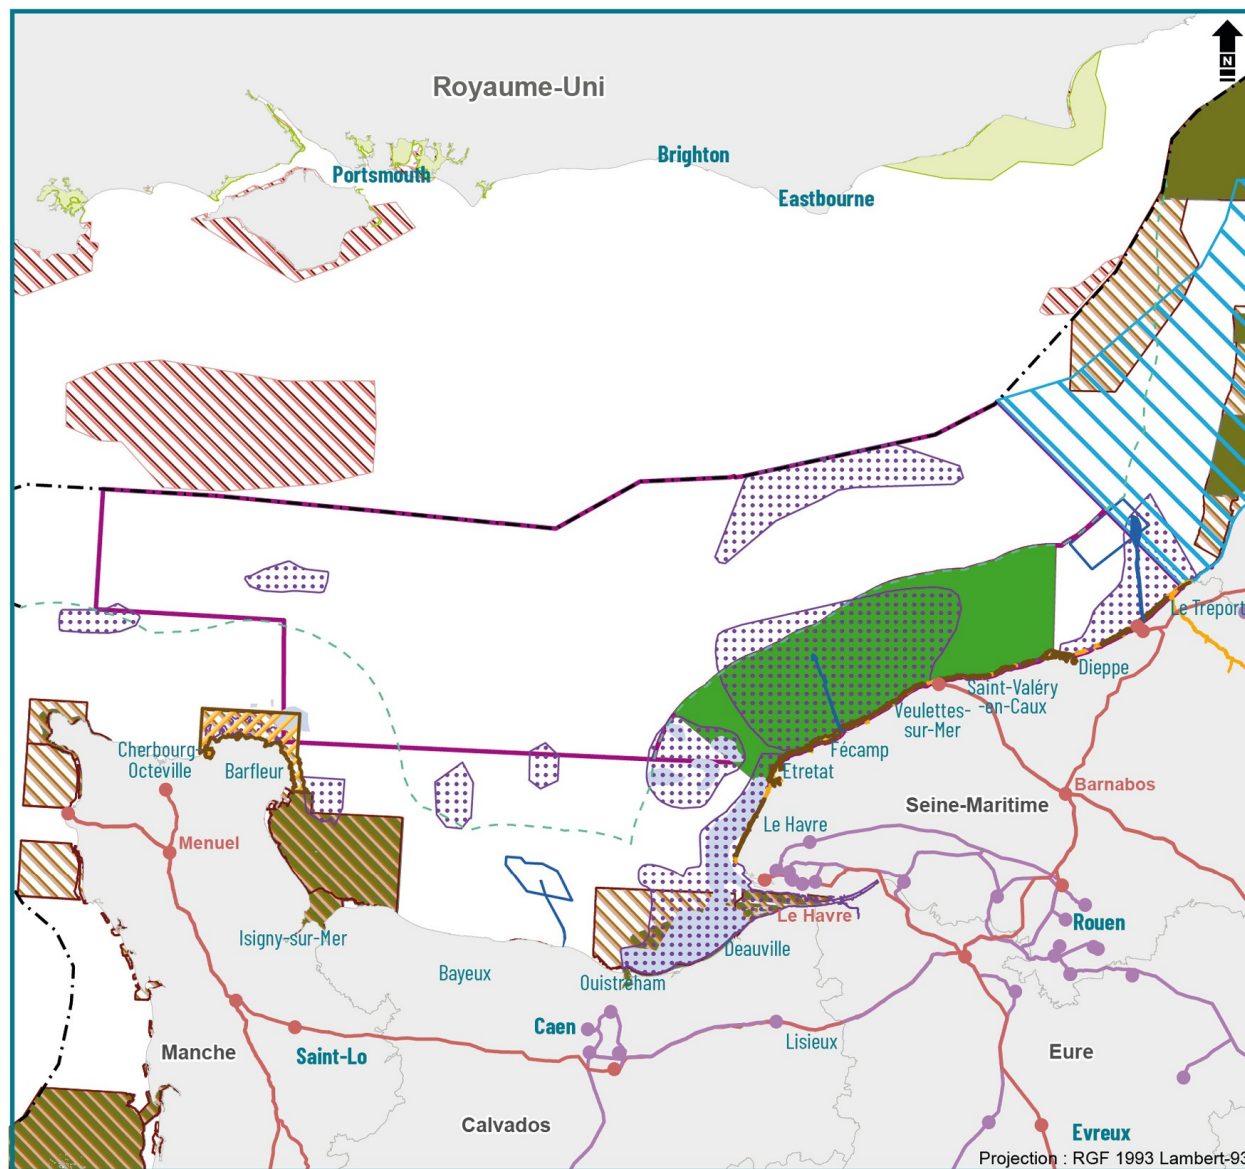 N
Royaume-Uni
Brighton
Portsmouth
Eastbourne
Le Tréport
Dieppe
Saint-Valéry
-en-Caux
Veulettes-
sur-Mer
Fécamp
Etretat
Cherbourg-
Octeville
Barfleur
Barnabos
Seine-Maritime
Le Havre
Menuel
Le Havre
Rouen
Isigny-sur-Mer
Deauville
Bayeux
Ouistreham
Caen
Lisieux
Manche
Saint-Lo
Eure
Calvados
Evreux
Projection : RGF 1993 Lambert-93